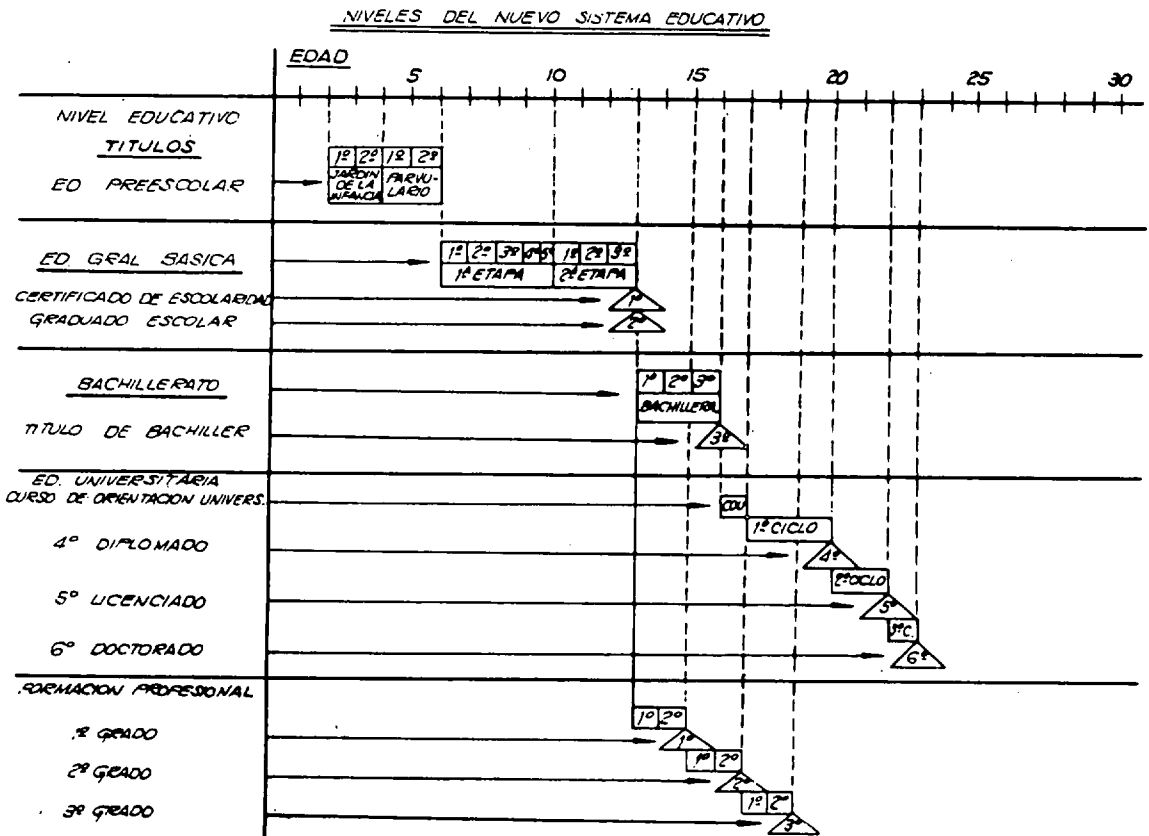 NIVELES DEL NUEVO SISTEMA EDUCATIVO
EDAD
5 10 15 20 25 30
NIVEL EDUCATIVO
TITULOS
1º 2º 1º 2º
ED PREESCOLAR
JARDIN DE LA INFANCIA
PARVU-
LARIO
1º 2º 3º 4º 5º 1º 2º 3º
ED. GRAL BASICA
1ª ETAPA 2ª ETAPA
CERTIFICADO DE ESCOLARIDAD
1º
GRADUADO ESCOLAR
2º
1º 2º 3º
BACHILLERATO
BACHILLERA
TITULO DE BACHILLER
3º
ED. UNIVERSITARIA
CURSO DE ORIENTACION UNIVERS.
COU
1º CICLO
4º DIPLOMADO
4º
2º CICLO
5º LICENCIADO
5º
3º C.
6º DOCTORADO
6º
FORMACION PROFESIONAL
1º 2º
1º GRADO
1º
1º 2º
2º GRADO
2º
1º 2º
3º GRADO
3º